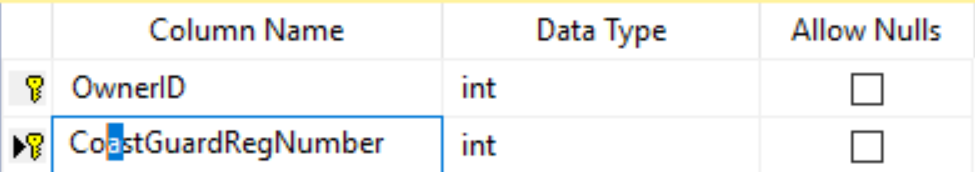 Column Name Data Type Allow Nulls
OwnerID int
CoastGuardRegNumber int